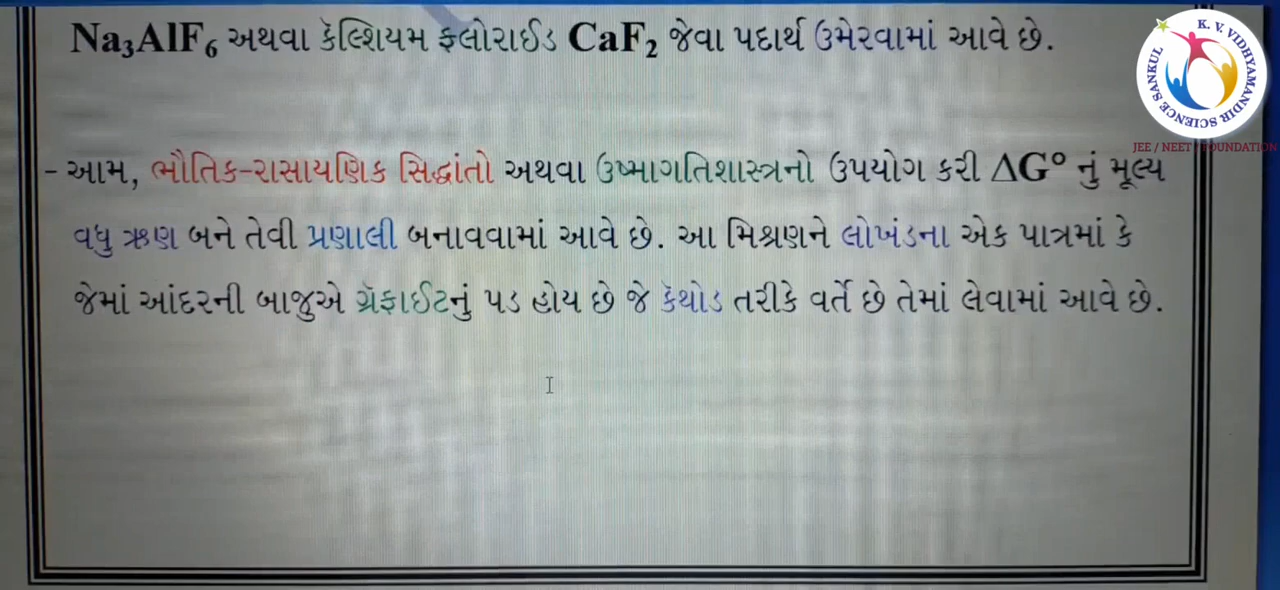 Na₃AlF₆ અથવા કૅલ્શિયમ ફ્લોરાઈડ CaF₂ જેવા પદાર્થ ઉમેરવામાં આવે છે.
- આમ, ભૌતિક-રાસાયણિક સિદ્ધાંતો અથવા ઉષ્માગતિશાસ્ત્રનો ઉપયોગ કરી ΔG° નું મૂલ્ય
વધુ ઋણ બને તેવી પ્રણાલી બનાવવામાં આવે છે. આ મિશ્રણને લોખંડના એક પાત્રમાં કે
જેમાં આંદરની બાજુએ ગ્રૅફાઈટનું પડ હોય છે જે કૅથોડ તરીકે વર્તે છે તેમાં લેવામાં આવે છે.
K. V. VIDHYAMANDIR SCIENCE SANKUL
JEE / NEET / FOUNDATION